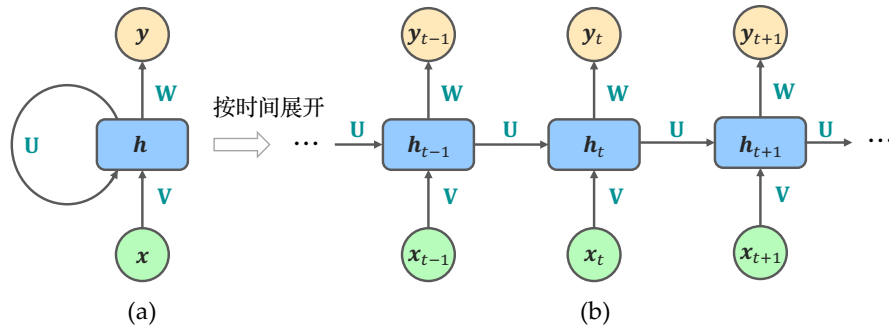 y
W
U
h
V
x
(a)
按时间展开
...
y_{t-1} y_t y_{t+1}
W W W
U h_{t-1} U h_t U h_{t+1} U
...
V V V
x_{t-1} x_t x_{t+1}
(b)